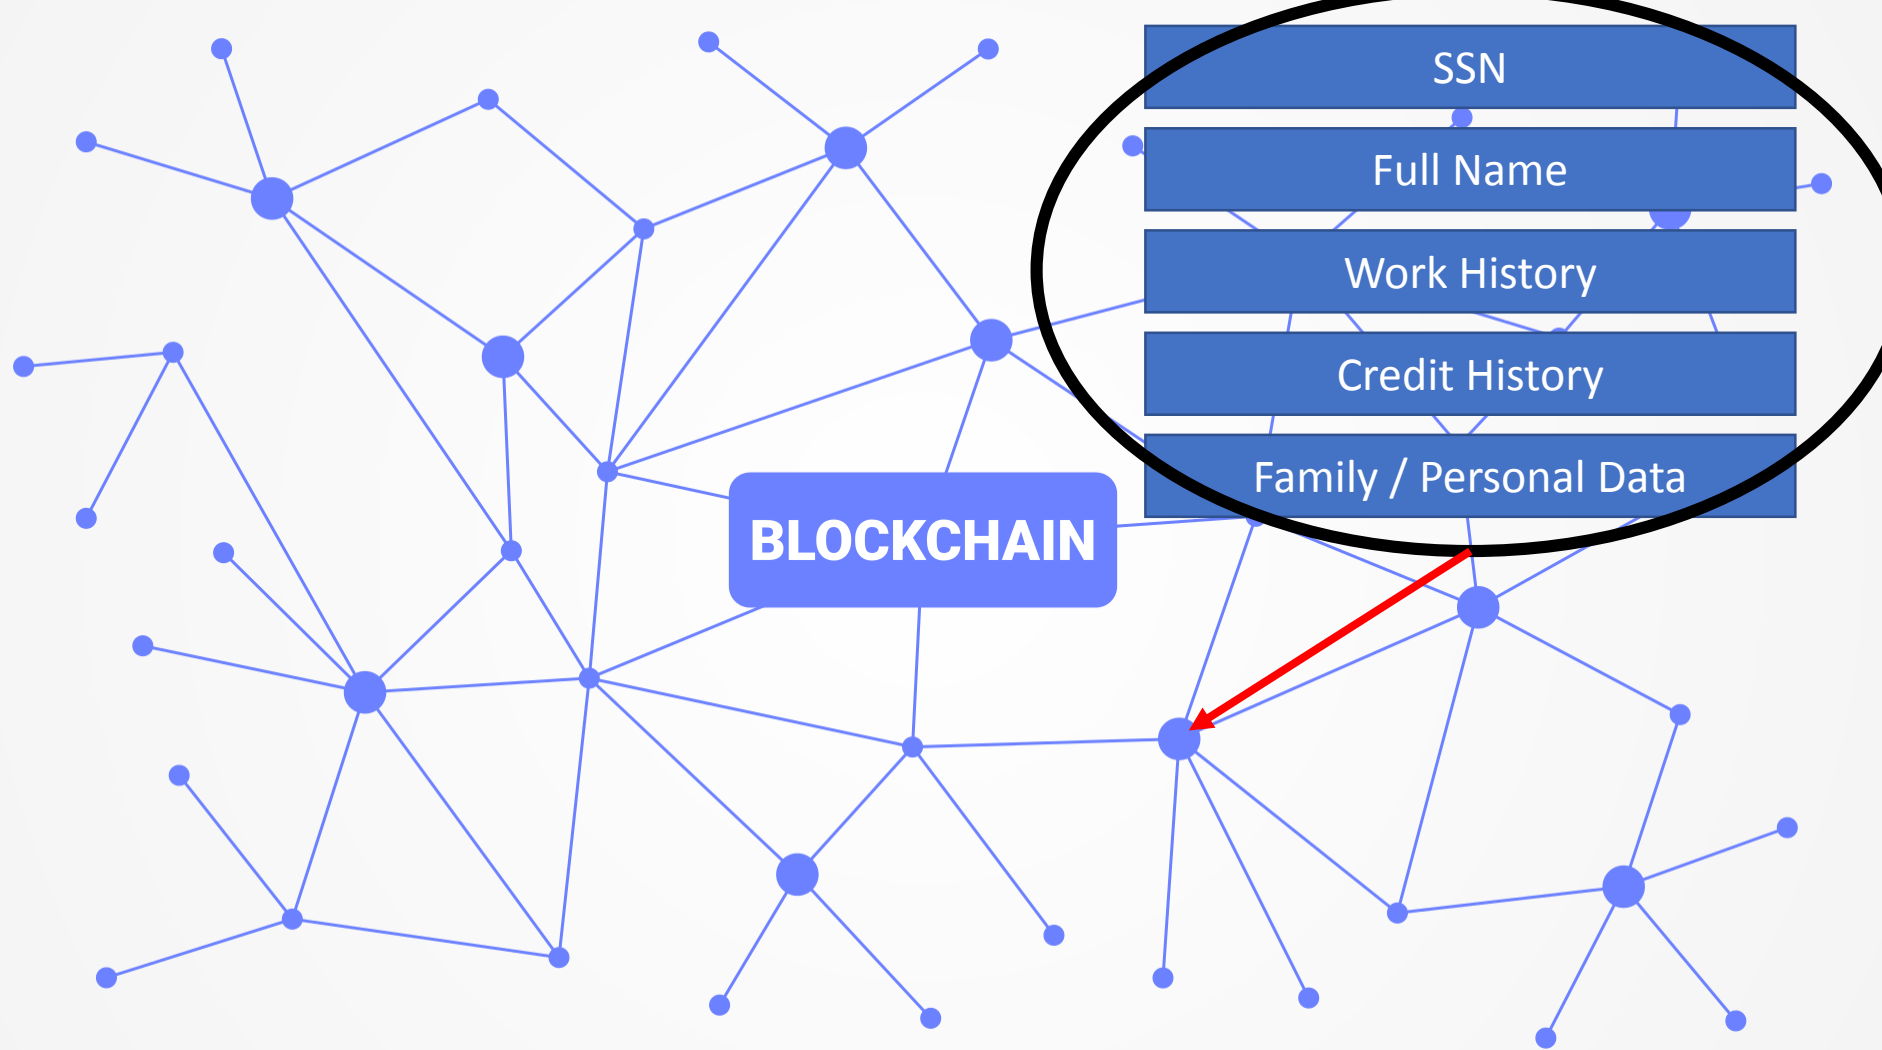 SSN
Full Name
Work History
Credit History
Family / Personal Data
BLOCKCHAIN